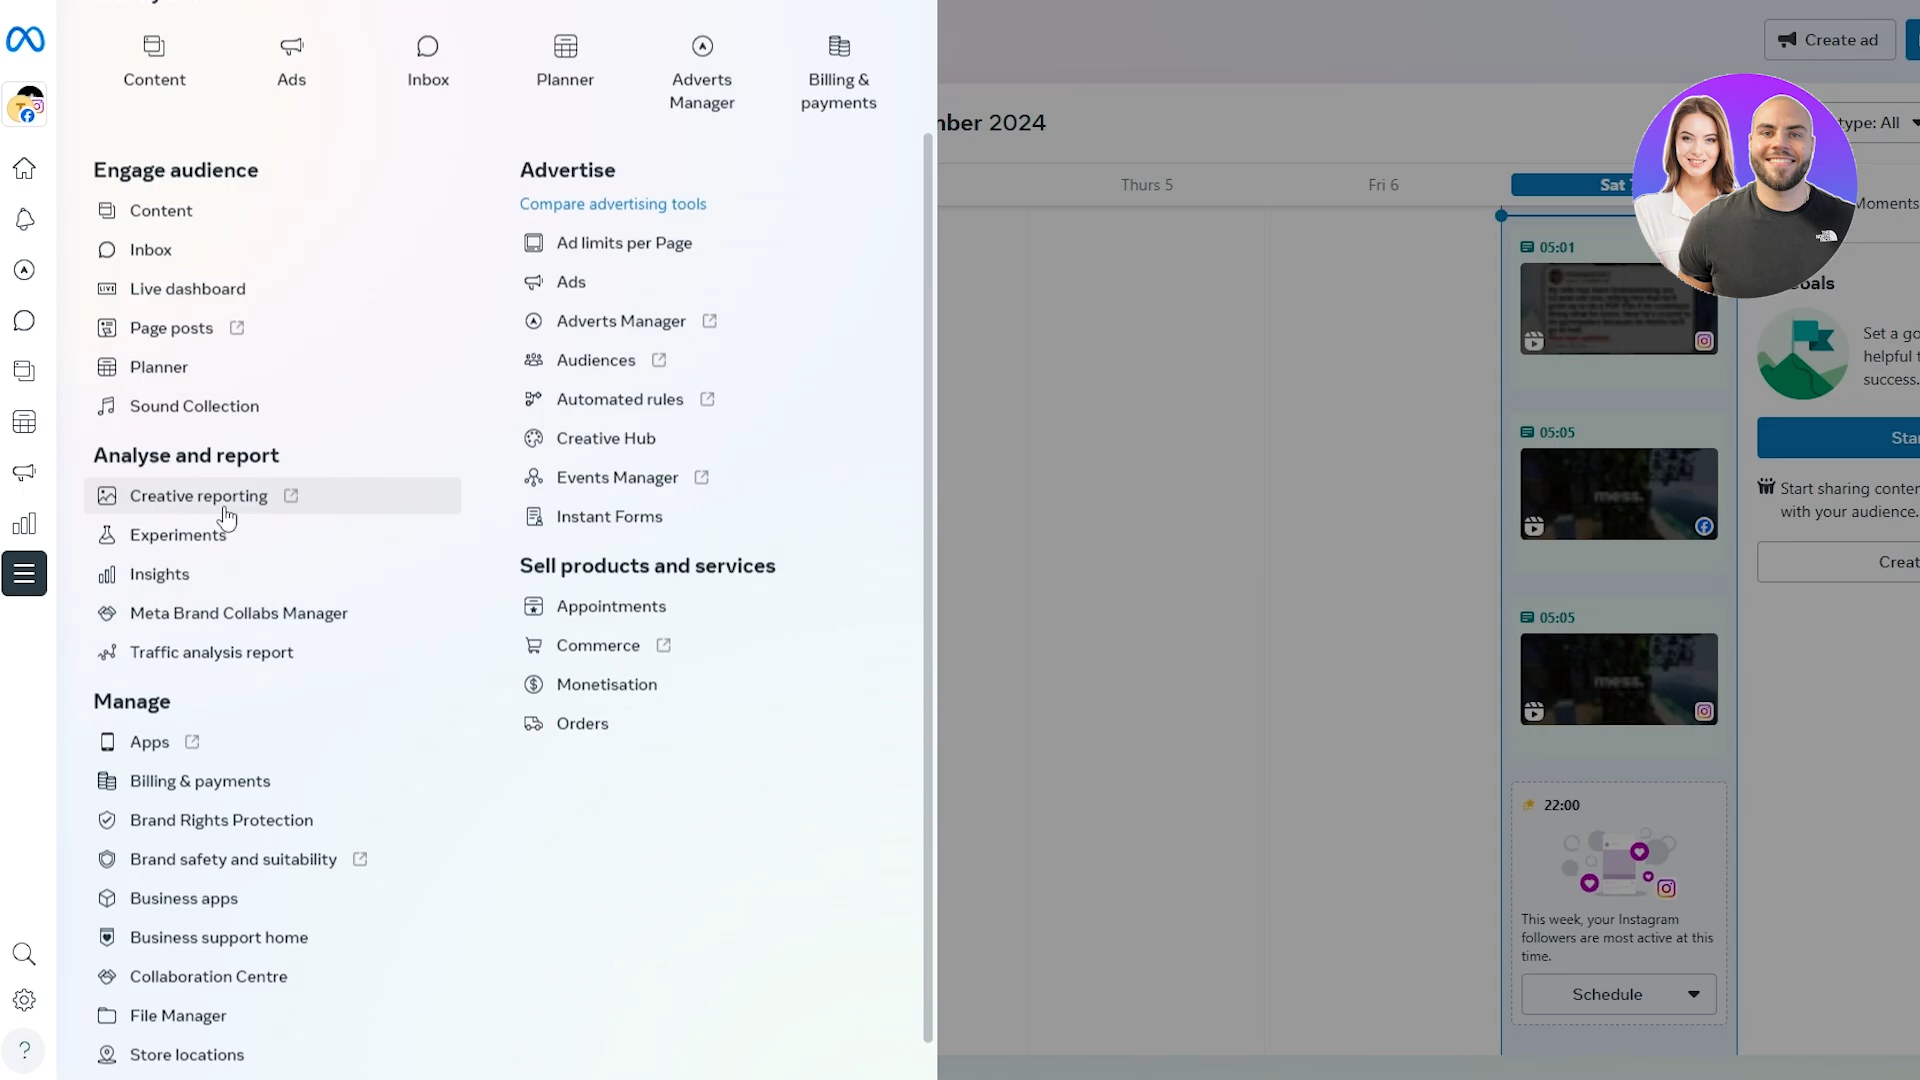 Content
Ads
Inbox
Planner
Adverts
Manager
Billing &
payments
Engage audience
Content
Inbox
Live dashboard
Page posts
Planner
Sound Collection
Analyse and report
Creative reporting
Experiments
Insights
Meta Brand Collabs Manager
Traffic analysis report
Manage
Apps
Billing & payments
Brand Rights Protection
Brand safety and suitability
Business apps
Business support home
Collaboration Centre
File Manager
Store locations
Advertise
Compare advertising tools
Ad limits per Page
Ads
Adverts Manager
Audiences
Automated rules
Creative Hub
Events Manager
Instant Forms
Sell products and services
Appointments
Commerce
Monetisation
Orders
Create ad
mber 2024
type: All
Thurs 5
Fri 6
Sat
Moments
05:01
05:05
mess.
05:05
mess.
22:00
This week, your Instagram
followers are most active at this
time.
Schedule
oals
Set a go
helpful t
success.
Star
Start sharing conten
with your audience.
Creat
?